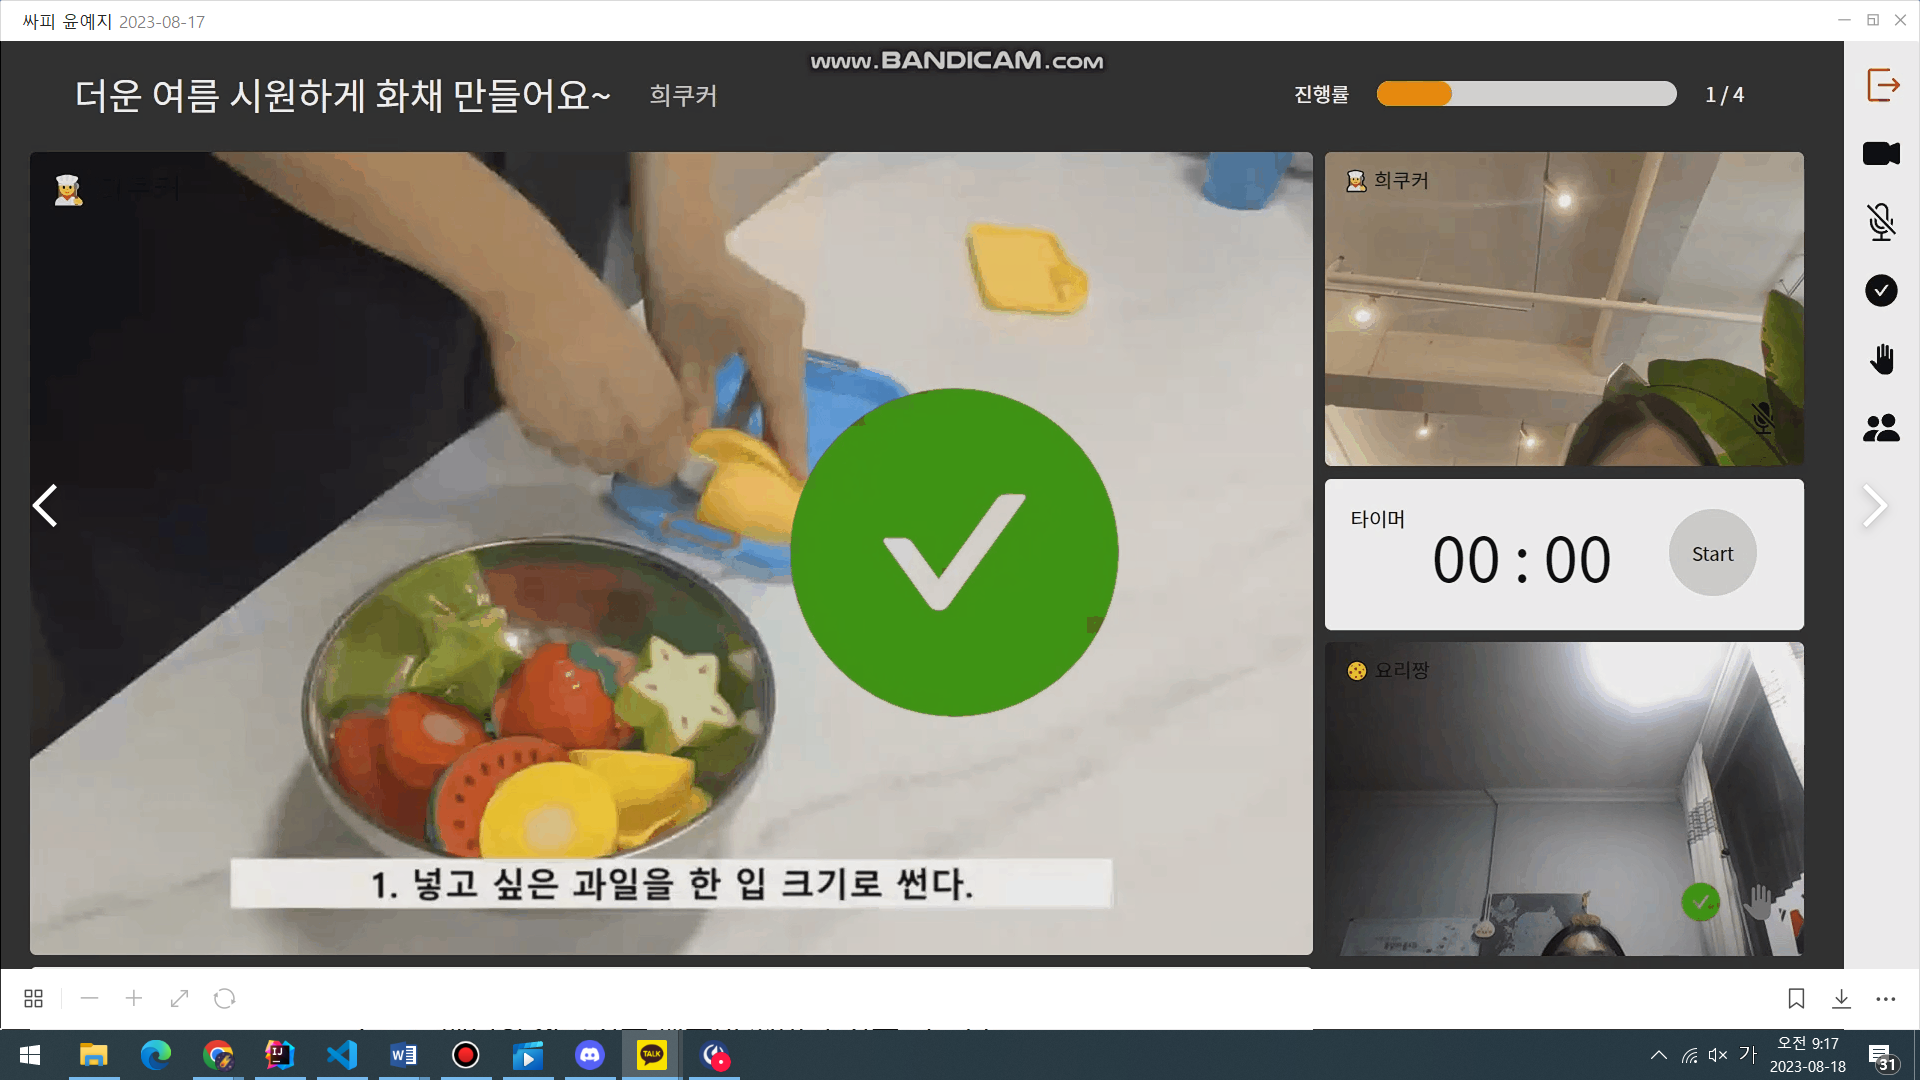 싸피 윤예지 2023-08-17
www.BANDICAM.com
더운 여름 시원하게 화채 만들어요~ 희쿠커
진행률 1 / 4
희쿠커
타이머
00 : 00
Start
요리짱
1. 넣고 싶은 과일을 한 입 크기로 썬다.
TALK
가
오전 9:17
2023-08-18
31